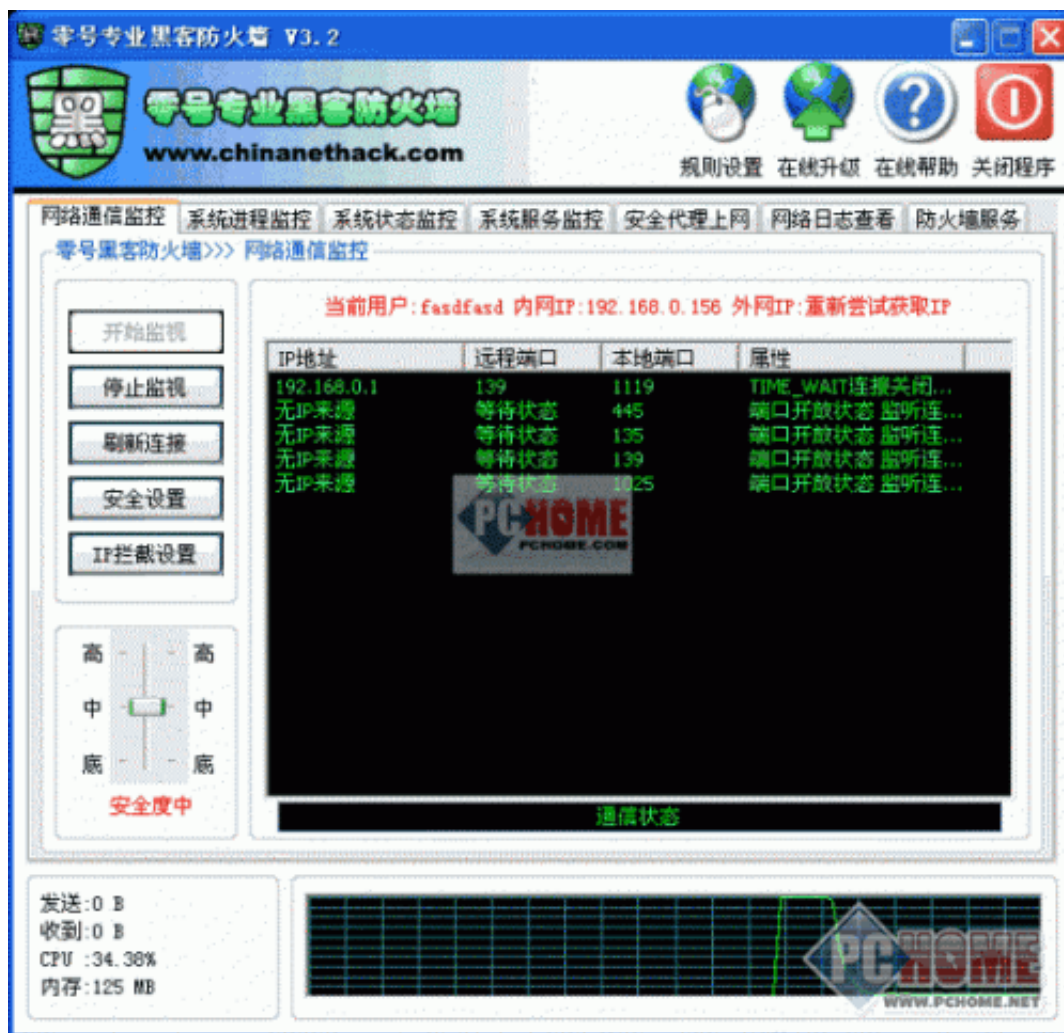 零号专业黑客防火墙 V3.2
零号专业黑客防火墙
www.chinanethack.com
规则设置 在线升级 在线帮助 关闭程序
网络通信监控 系统进程监控 系统状态监控 系统服务监控 安全代理上网 网络日志查看 防火墙服务
零号黑客防火墙>>> 网络通信监控
当前用户:fasdfasd 内网IP:192.168.0.156 外网IP:重新尝试获取IP
开始监视
停止监视
刷新连接
安全设置
IP拦截设置
IP地址 远程端口 本地端口 属性
192.168.0.1 139 1119 TIME_WAIT连接关闭...
无IP来源 等待状态 445 端口开放状态 监听连...
无IP来源 等待状态 135 端口开放状态 监听连...
无IP来源 等待状态 139 端口开放状态 监听连...
无IP来源 等待状态 1025 端口开放状态 监听连...
PCHOME
PCHOME.COM
高 高
中 中
底 底
安全度中
通信状态
发送:0 B
收到:0 B
CPU :34.38%
内存:125 MB
PCHOME
WWW.PCHOME.NET